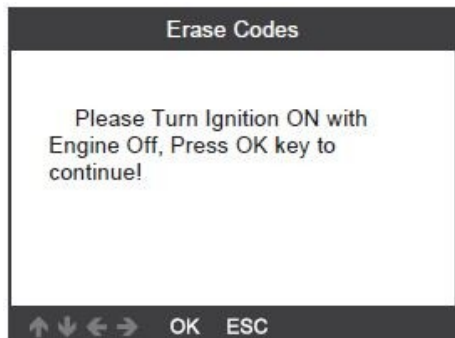 Erase Codes
Please Turn Ignition ON with
Engine Off, Press OK key to
continue!
OK ESC